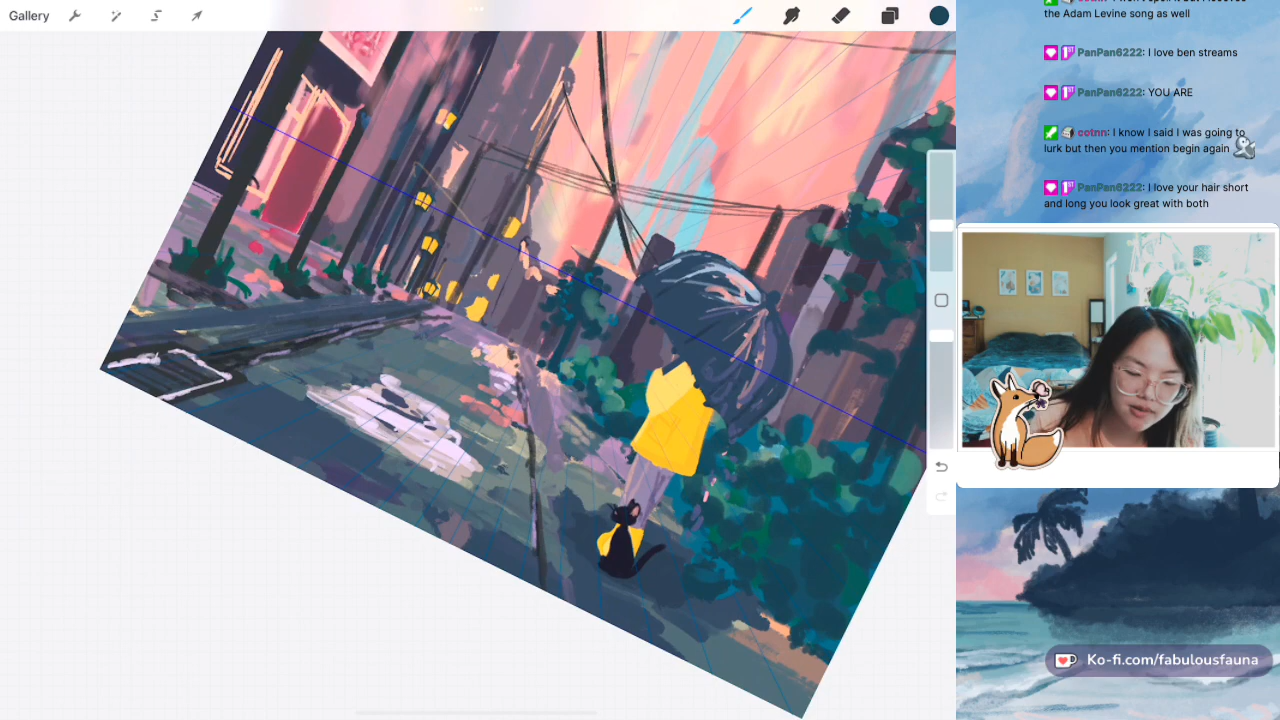 Gallery
the Adam Levine song as well
PanPan6222: I love ben streams
PanPan6222: YOU ARE
cotnn: I know I said I was going to
lurk but then you mention begin again
PanPan6222: I love your hair short
and long you look great with both
Ko-fi.com/fabulousfauna